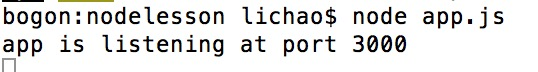 bogon:nodelesson lichao$ node app.js
app is listening at port 3000